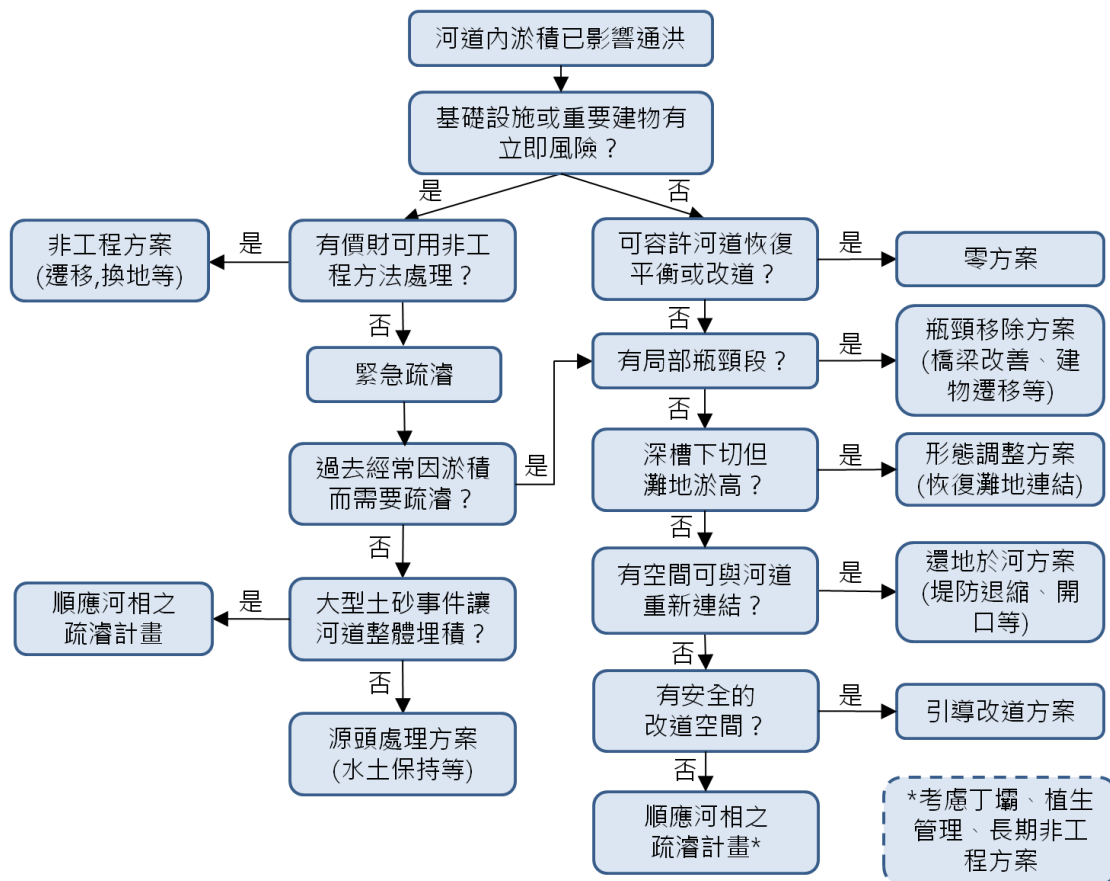 河道內淤積已影響通洪
基礎設施或重要建物有
立即風險？
是
否
非工程方案
(遷移,換地等)
是
有價財可用非工
程方法處理？
可容許河道恢復
平衡或改道？
是
零方案
否
否
緊急疏濬
有局部瓶頸段？
是
瓶頸移除方案
(橋梁改善、建
物遷移等)
否
過去經常因淤積
而需要疏濬？
是
深槽下切但
灘地淤高？
是
形態調整方案
(恢復灘地連結)
否
否
順應河相之
疏濬計畫
是
大型土砂事件讓
河道整體埋積？
有空間可與河道
重新連結？
是
還地於河方案
(堤防退縮、開
口等)
否
否
源頭處理方案
(水土保持等)
有安全的
改道空間？
是
引導改道方案
否
順應河相之
疏濬計畫*
*考慮丁壩、植生
管理、長期非工
程方案